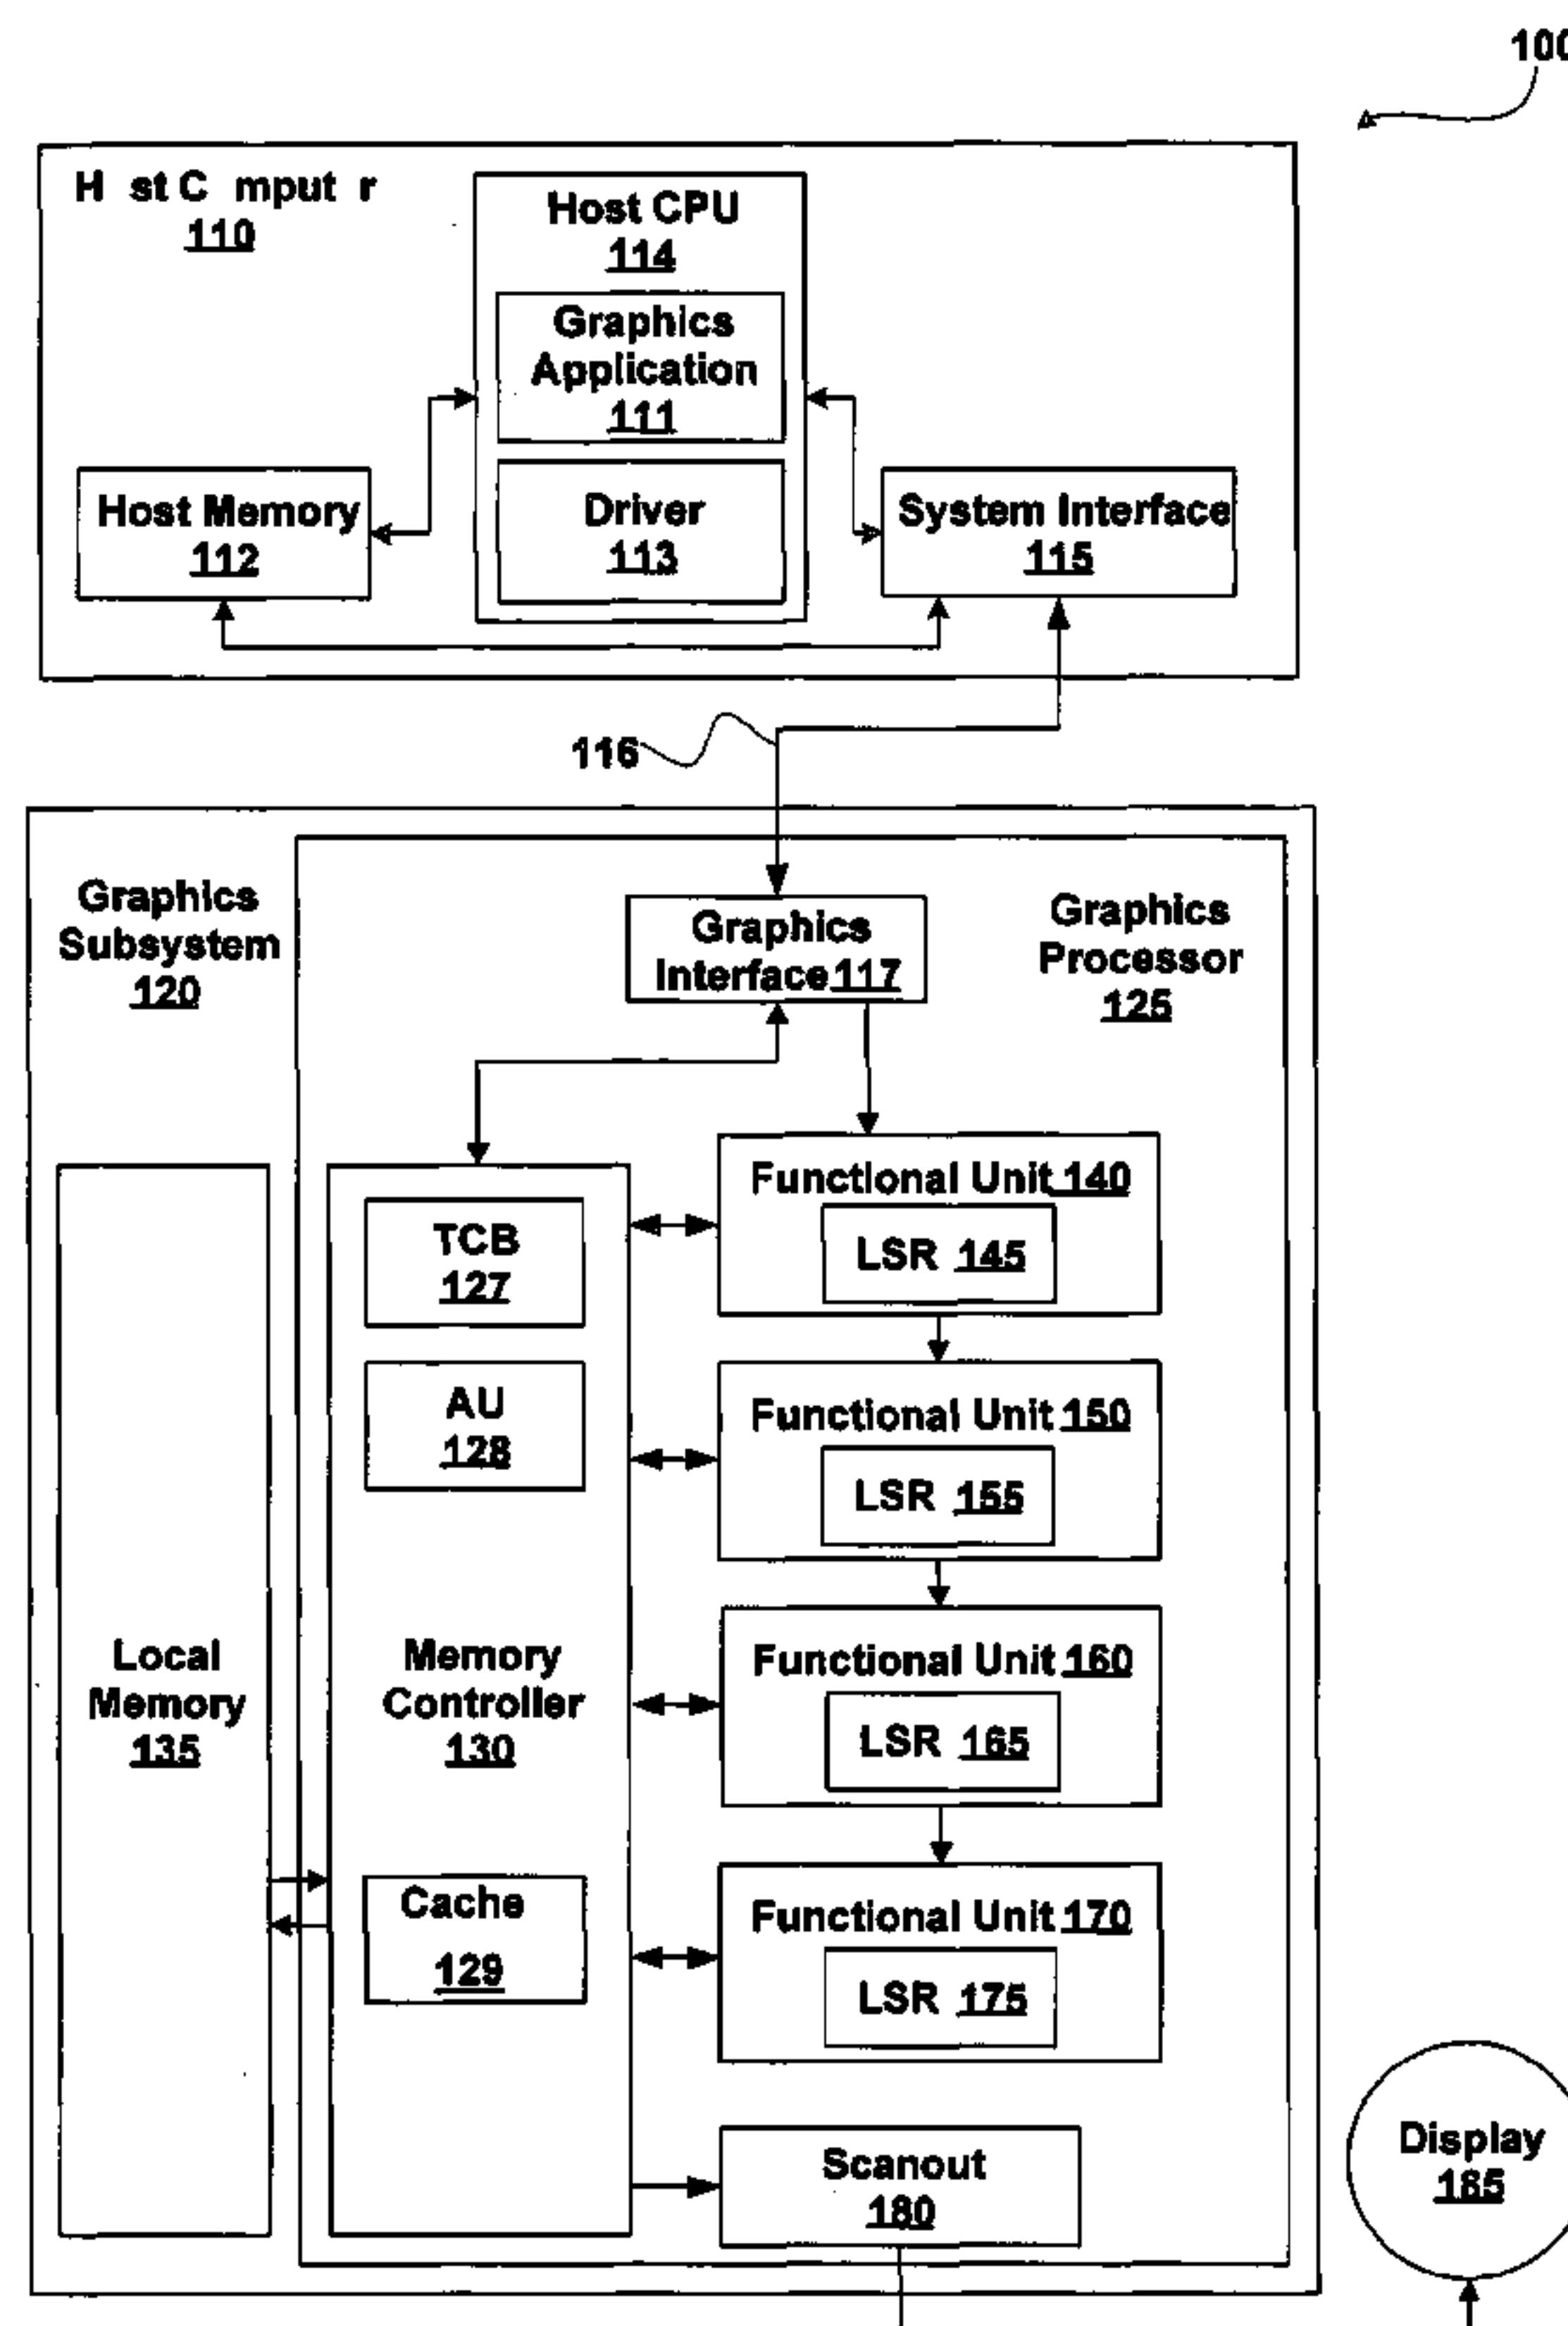 100
H st C mput r
110
Host CPU
114
Graphics
Application
111
Driver
113
Host Memory
112
System Interface
115
116
Graphics
Subsystem
120
Graphics
Interface 117
Graphics
Processor
125
TCB
127
AU
128
Memory
Controller
130
Cache
129
Local
Memory
135
Functional Unit 140
LSR 145
Functional Unit 150
LSR 155
Functional Unit 160
LSR 165
Functional Unit 170
LSR 175
Scanout
180
Display
185